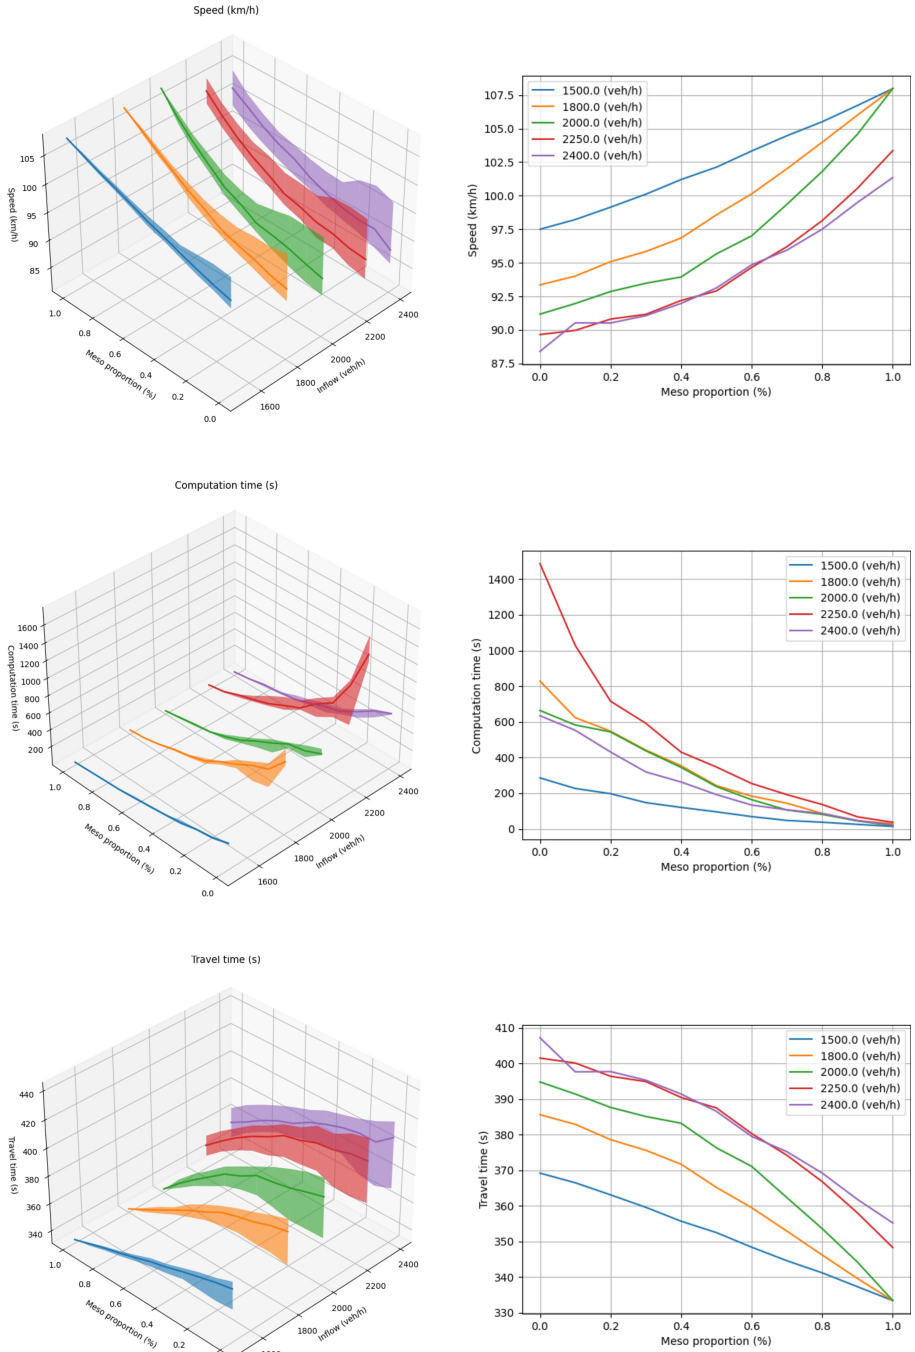 Speed (km/h)
105
100
95
90
85
Speed (km/h)
1.0
0.8
0.6
0.4
0.2
0.0
Meso proportion (%)
1600
1800
2000
2200
2400
Inflow (veh/h)
1500.0 (veh/h)
1800.0 (veh/h)
2000.0 (veh/h)
2250.0 (veh/h)
2400.0 (veh/h)
107.5
105.0
102.5
100.0
97.5
95.0
92.5
90.0
87.5
Speed (km/h)
0.0 0.2 0.4 0.6 0.8 1.0
Meso proportion (%)
Computation time (s)
1600
1400
1200
1000
800
600
400
200
Computation time (s)
1.0
0.8
0.6
0.4
0.2
0.0
Meso proportion (%)
1600
1800
2000
2200
2400
Inflow (veh/h)
1500.0 (veh/h)
1800.0 (veh/h)
2000.0 (veh/h)
2250.0 (veh/h)
2400.0 (veh/h)
1400
1200
1000
800
600
400
200
0
Computation time (s)
0.0 0.2 0.4 0.6 0.8 1.0
Meso proportion (%)
Travel time (s)
440
420
400
380
360
340
Travel time (s)
1.0
0.8
0.6
0.4
0.2
Meso proportion (%)
1800
2000
2200
2400
Inflow (veh/h)
1500.0 (veh/h)
1800.0 (veh/h)
2000.0 (veh/h)
2250.0 (veh/h)
2400.0 (veh/h)
410
400
390
380
370
360
350
340
330
Travel time (s)
0.0 0.2 0.4 0.6 0.8 1.0
Meso proportion (%)